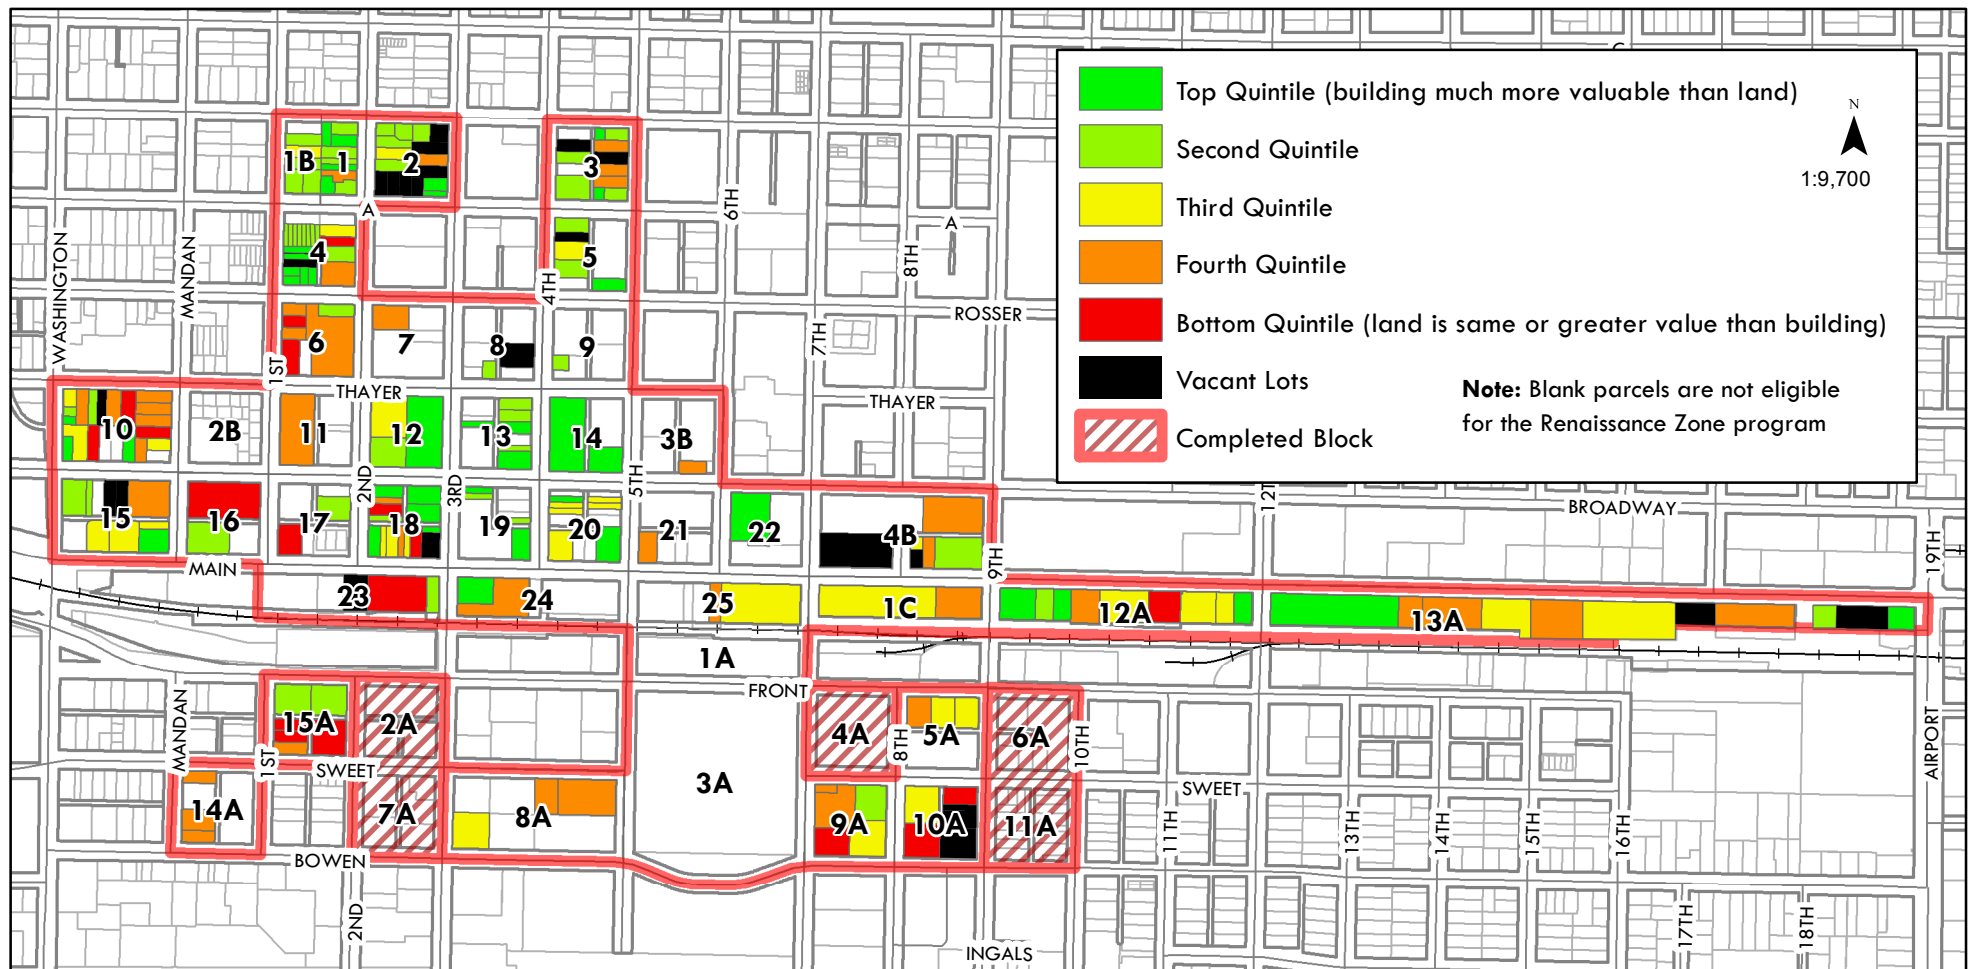 C
Top Quintile (building much more valuable than land)
N
Second Quintile
1:9,700
Third Quintile
Fourth Quintile
Bottom Quintile (land is same or greater value than building)
Vacant Lots
Note: Blank parcels are not eligible
for the Renaissance Zone program
Completed Block
1B
1
2
3
A
6TH
A
WASHINGTON
MANDAN
4
5
8TH
4TH
ROSSER
7TH
6
7
8
9
1ST
THAYER
THAYER
10
2B
11
12
13
14
3B
2ND
3RD
5TH
12T
BROADWAY
15
16
17
18
19
20
21
22
4B
9TH
19TH
MAIN
23
24
25
1C
12A
13A
1A
FRONT
MANDAN
15A
2A
4A
8TH
5A
6A
10TH
AIRPORT
1ST
SWEET
3A
SWEET
14A
7A
8A
9A
10A
11A
11TH
13TH
14TH
15TH
16TH
BOWEN
2ND
17TH
18TH
INGALS